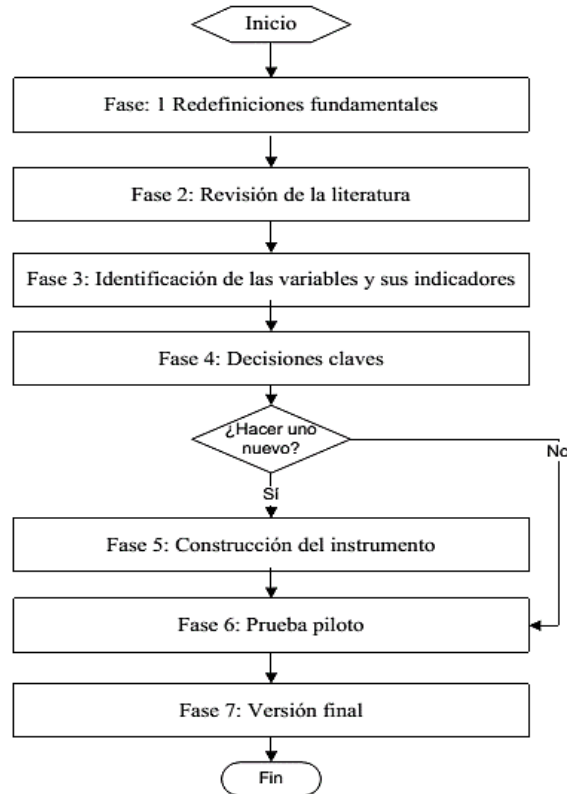 Inicio
Fase: 1 Redefiniciones fundamentales
Fase 2: Revisión de la literatura
Fase 3: Identificación de las variables y sus indicadores
Fase 4: Decisiones claves
¿Hacer uno
nuevo?
No
Sí
Fase 5: Construcción del instrumento
Fase 6: Prueba piloto
Fase 7: Versión final
Fin